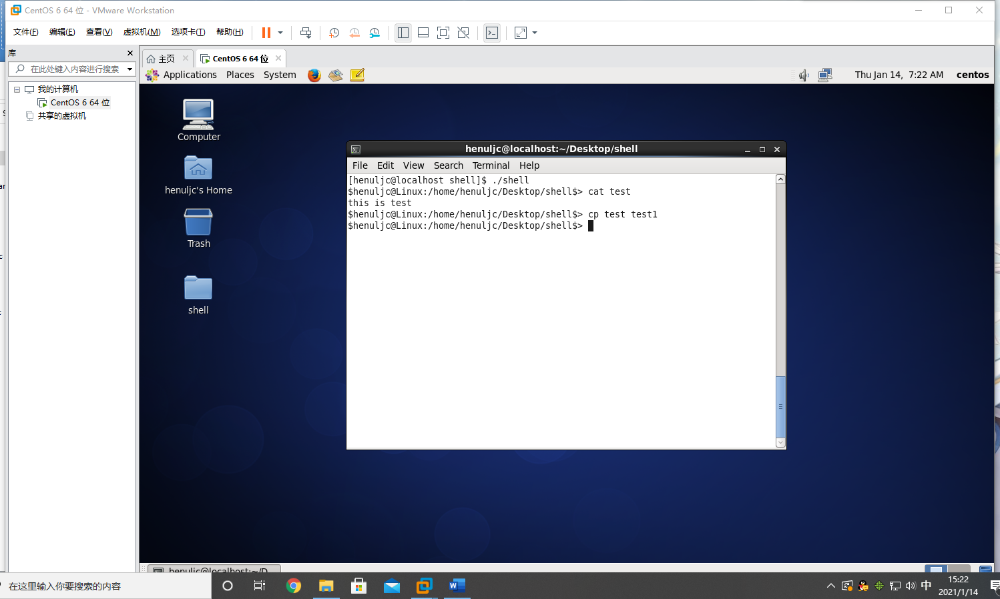 CentOS 6 64 位 - VMware Workstation
文件(F) 编辑(E) 查看(V) 虚拟机(M) 选项卡(T) 帮助(H)
库
主页 CentOS 6 64 位
在此处键入内容进行搜索
Applications Places System Thu Jan 14, 7:22 AM centos
我的计算机
CentOS 6 64 位
共享的虚拟机
Computer
henuljc's Home
Trash
shell
henuljc@localhost:~/Desktop/shell
File Edit View Search Terminal Help
[henuljc@localhost shell]$ ./shell
$henuljc@Linux:/home/henuljc/Desktop/shell$> cat test
this is test
$henuljc@Linux:/home/henuljc/Desktop/shell$> cp test test1
$henuljc@Linux:/home/henuljc/Desktop/shell$>
henuljc@localhost:~/D
在这里输入你要搜索的内容
中 15:22
2021/1/14